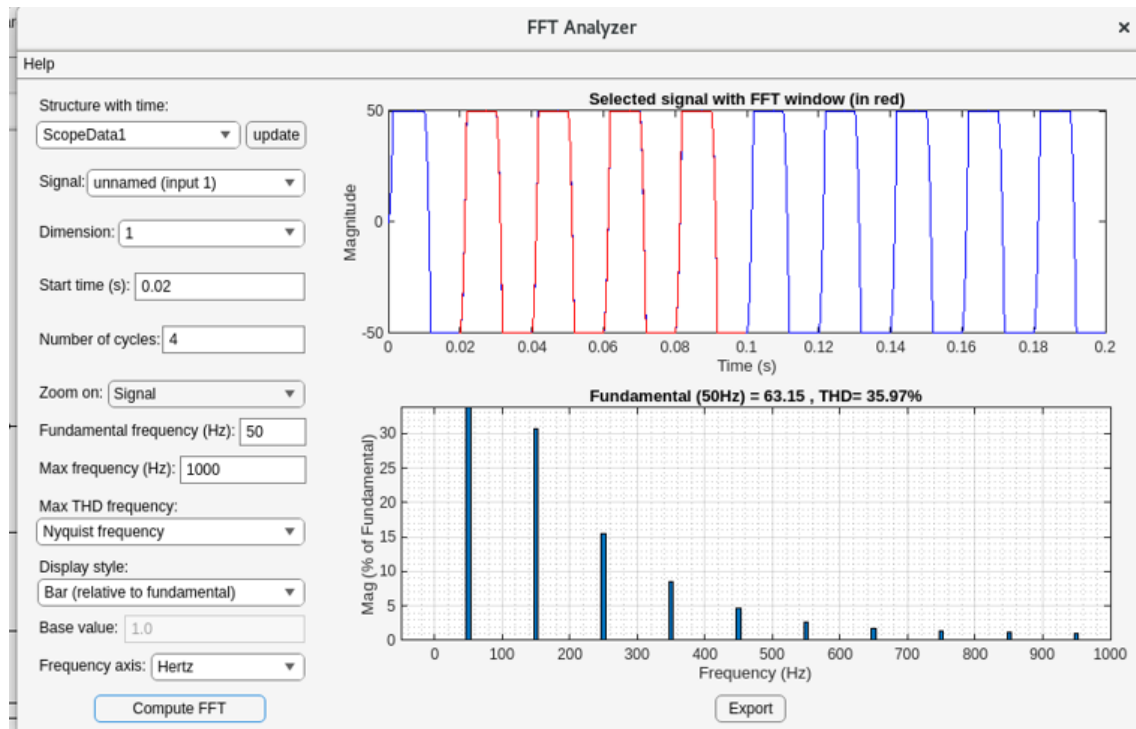 FFT Analyzer
×
Help
Structure with time:
ScopeData1
update
Signal:
unnamed (input 1)
Dimension:
1
Start time (s):
0.02
Number of cycles:
4
Zoom on:
Signal
Fundamental frequency (Hz):
50
Max frequency (Hz):
1000
Max THD frequency:
Nyquist frequency
Display style:
Bar (relative to fundamental)
Base value:
1.0
Frequency axis:
Hertz
Compute FFT
Selected signal with FFT window (in red)
50
0
-50
Magnitude
0 0.02 0.04 0.06 0.08 0.1 0.12 0.14 0.16 0.18 0.2
Time (s)
Fundamental (50Hz) = 63.15 , THD= 35.97%
30
25
20
15
10
5
0
Mag (% of Fundamental)
0 100 200 300 400 500 600 700 800 900 1000
Frequency (Hz)
Export